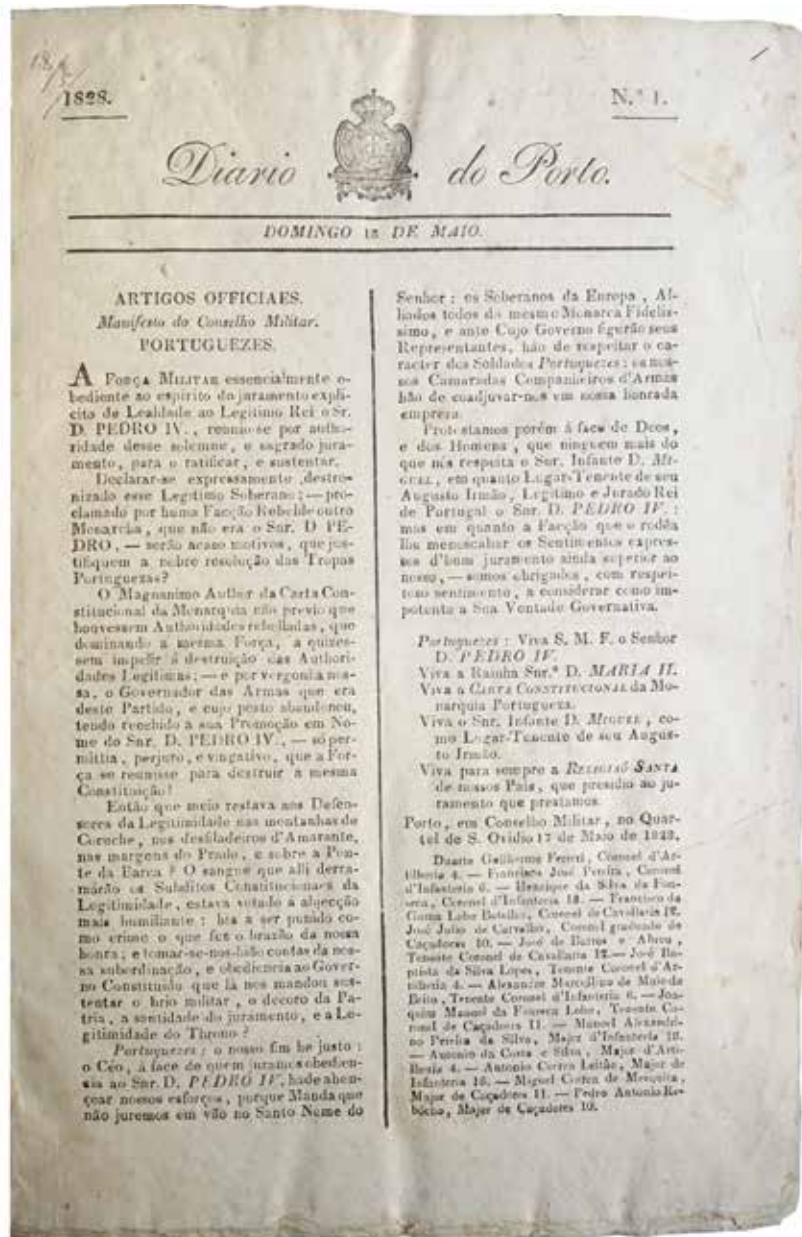 1828.
N.º 1.
Diario do Porto.
DOMINGO 18 DE MAIO.
ARTIGOS OFFICIAES.
Manifesto do Conselho Militar.
PORTUGUEZES.
A FORÇA MILITAR essencialmente o-
bediente ao espirito do juramento expli-
cito de Lealdade ao Legitimo Rei o Sr.
D. PEDRO IV., reunio-se por autho-
ridade desse solemne, e sagrado jura-
mento, para o ratificar, e sustentar.
Declarar-se expressamente destro-
nizado esse Legitimo Soberano; — pro-
clamado por huma Facção Rebelde outro
Monarcha, que não era o Snr. D PE-
DRO, — serão acaso motivos, que jus-
tifiquem a nobre resolução das Tropas
Portuguezas?
O Magnanimo Author da Carta Con-
stitucional da Monarquia não previo que
houvessem Authoridades rebelladas, que
dominando a mesma Força, a quizes-
sem impellir á destruição das Authori-
dades Legitimas; — e por vergonha nos-
sa, o Governador das Armas que era
deste Partido, e cujo posto abandonou,
tendo recebido a sua Promoção em No-
me do Snr. D. PEDRO IV., — só per-
mittia, perjuro, e vingativo, que a For-
ça se reunisse para destruir a mesma
Constituição!
Então que meio restava aos Defen-
sores da Legitimidade nas montanhas de
Coruche, nos desfiladeiros d'Amarante,
nas margens do Prado, e sobre a Pon-
te da Barca? O sangue que alli derra-
márão os Subditos Constitucionaes da
Legitimidade, estava votado á abjecção
mais humiliante: hia a ser punido co-
mo crime o que fez o brazão da nossa
honra; e tomar-se-nos-hião contas da nos-
sa subordinação, e obediencia ao Gover-
no Constituido que lá nos mandou sus-
tentar o brio militar, o decoro da Pa-
tria, a santidade do juramento, e a Le-
gitimidade do Throno?
Portuguezes: o nosso fim he justo:
o Céo, á face de quem juramos obedien-
cia ao Snr. D. PEDRO IV. hade aben-
çoar nossos esforços, porque Manda que
não juremos em vão no Santo Nome do
Senhor: os Soberanos da Europa, Al-
liados todos do mesmo Monarca Fidelis-
simo, e ante Cujo Governo figurão seus
Representantes, hão de respeitar o ca-
racter dos Soldados Portuguezes: os nos-
sos Camaradas Companheiros d'Armas
hão de coadjuvar-nos em nossa honrada
empreza.
Protestamos porém á face de Deos,
e dos Homens, que ninguem mais do
que nós respeita o Snr. Infante D. MI-
GUEL, em quanto Lugar-Tenente de seu
Augusto Irmão, Legitimo e Jurado Rei
de Portugal o Snr. D. PEDRO IV.:
mas em quanto a Facção que o rodêa
lhe menoscabar os Sentimentos expres-
sos d'hum juramento ainda superior ao
nosso, — somos obrigados, com respei-
toso sentimento, a considerar como im-
potente a Sua Vontade Governativa.
Portuguezes: Viva S. M. F. o Senhor
D. PEDRO IV.
Viva a Rainha Snr.ª D. MARIA II.
Viva a CARTA CONSTITUCIONAL da Mo-
narquia Portugueza.
Viva o Snr. Infante D. MIGUEL, co-
mo Lugar-Tenente de seu Augus-
to Irmão.
Viva para sempre a RELIGIAÕ SANTA
de nossos Pais, que presidio ao ju-
ramento que prestamos
Porto, em Conselho Militar, no Quar-
tel de S. Ovidio 17 de Maio de 1828.
Duarte Guilherme Ferreri, Coronel d'Ar-
tilheria 4. — Francisco José Pereira, Coronel
d'Infanteria 6. — Henrique da Silva da Fon-
seca, Coronel d'Infanteria 18. — Francisco da
Gama Lobo Botelho, Coronel de Cavallaria 12.
José Julio de Carvalho, Coronel graduado de
Caçadores 10. — José de Barros e Abreu,
Tenente Coronel de Cavallaria 12. — José Ba-
ptista da Silva Lopes, Tenente Coronel d'Ar-
tilheria 4. — Alexandre Marcellino de Maio da
Brito, Tenente Coronel d'Infanteria 6. — Joa-
quim Manoel da Fonseca Lobo, Tenente Co-
ronel de Caçadores 11. — Manoel Alexandri-
no Pereira da Silva, Major d'Infanteria 18.
— Antonio da Costa e Silva, Major d'Arti-
lheria 4. — Antonio Correa Leitão, Major de
Infanteria 18. — Miguel Correa de Mesquita,
Major de Caçadores 11. — Pedro Antonio Re-
bôcho, Major de Caçadores 10.